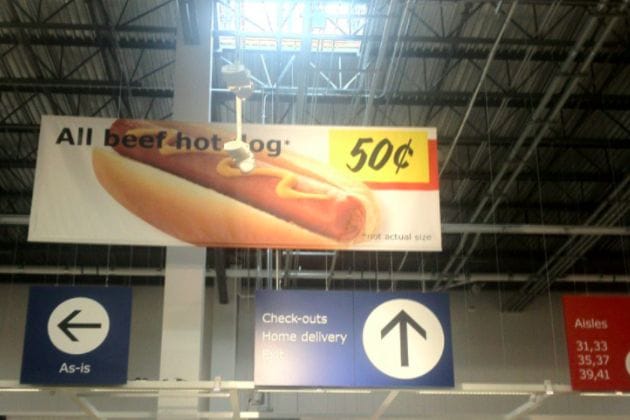 All beef hot dog*
50¢
*not actual size
As-is
Check-outs
Home delivery
Exit
Aisles
31,33
35,37
39,41